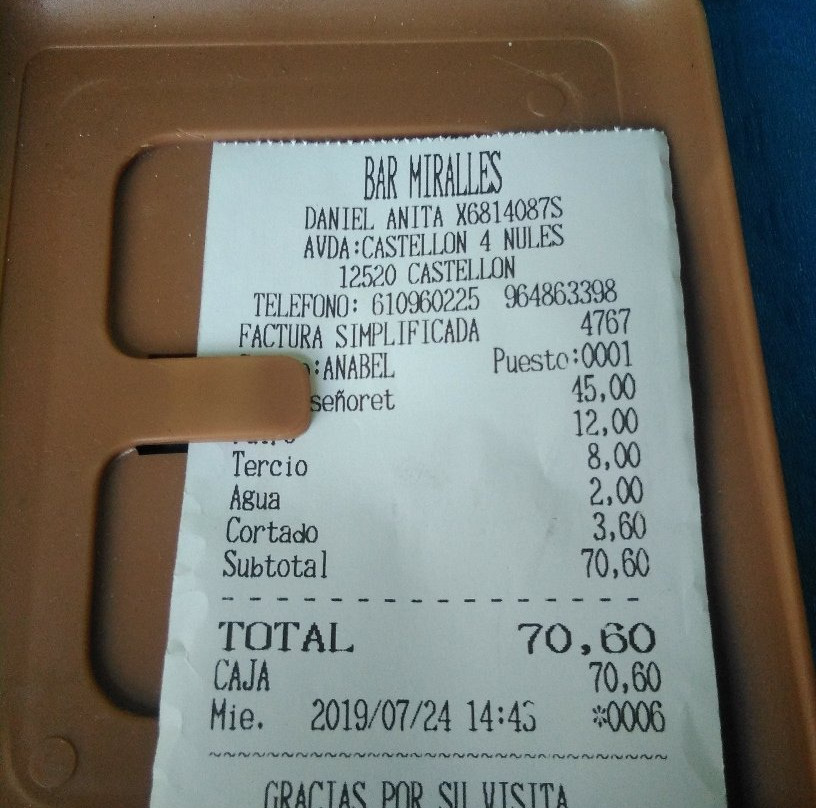 BAR MIRALLES
DANIEL ANITA X6814087S
AVDA:CASTELLON 4 NULES
12520 CASTELLON
TELEFONO: 610960225 964863398
FACTURA SIMPLIFICADA 4767
:ANABEL Puesto:0001
señoret 45,00
12,00
Tercio 8,00
Agua 2,00
Cortado 3,60
Subtotal 70,60
TOTAL 70,60
CAJA 70,60
Mie. 2019/07/24 *0006
GRACIAS POR SU VISITA